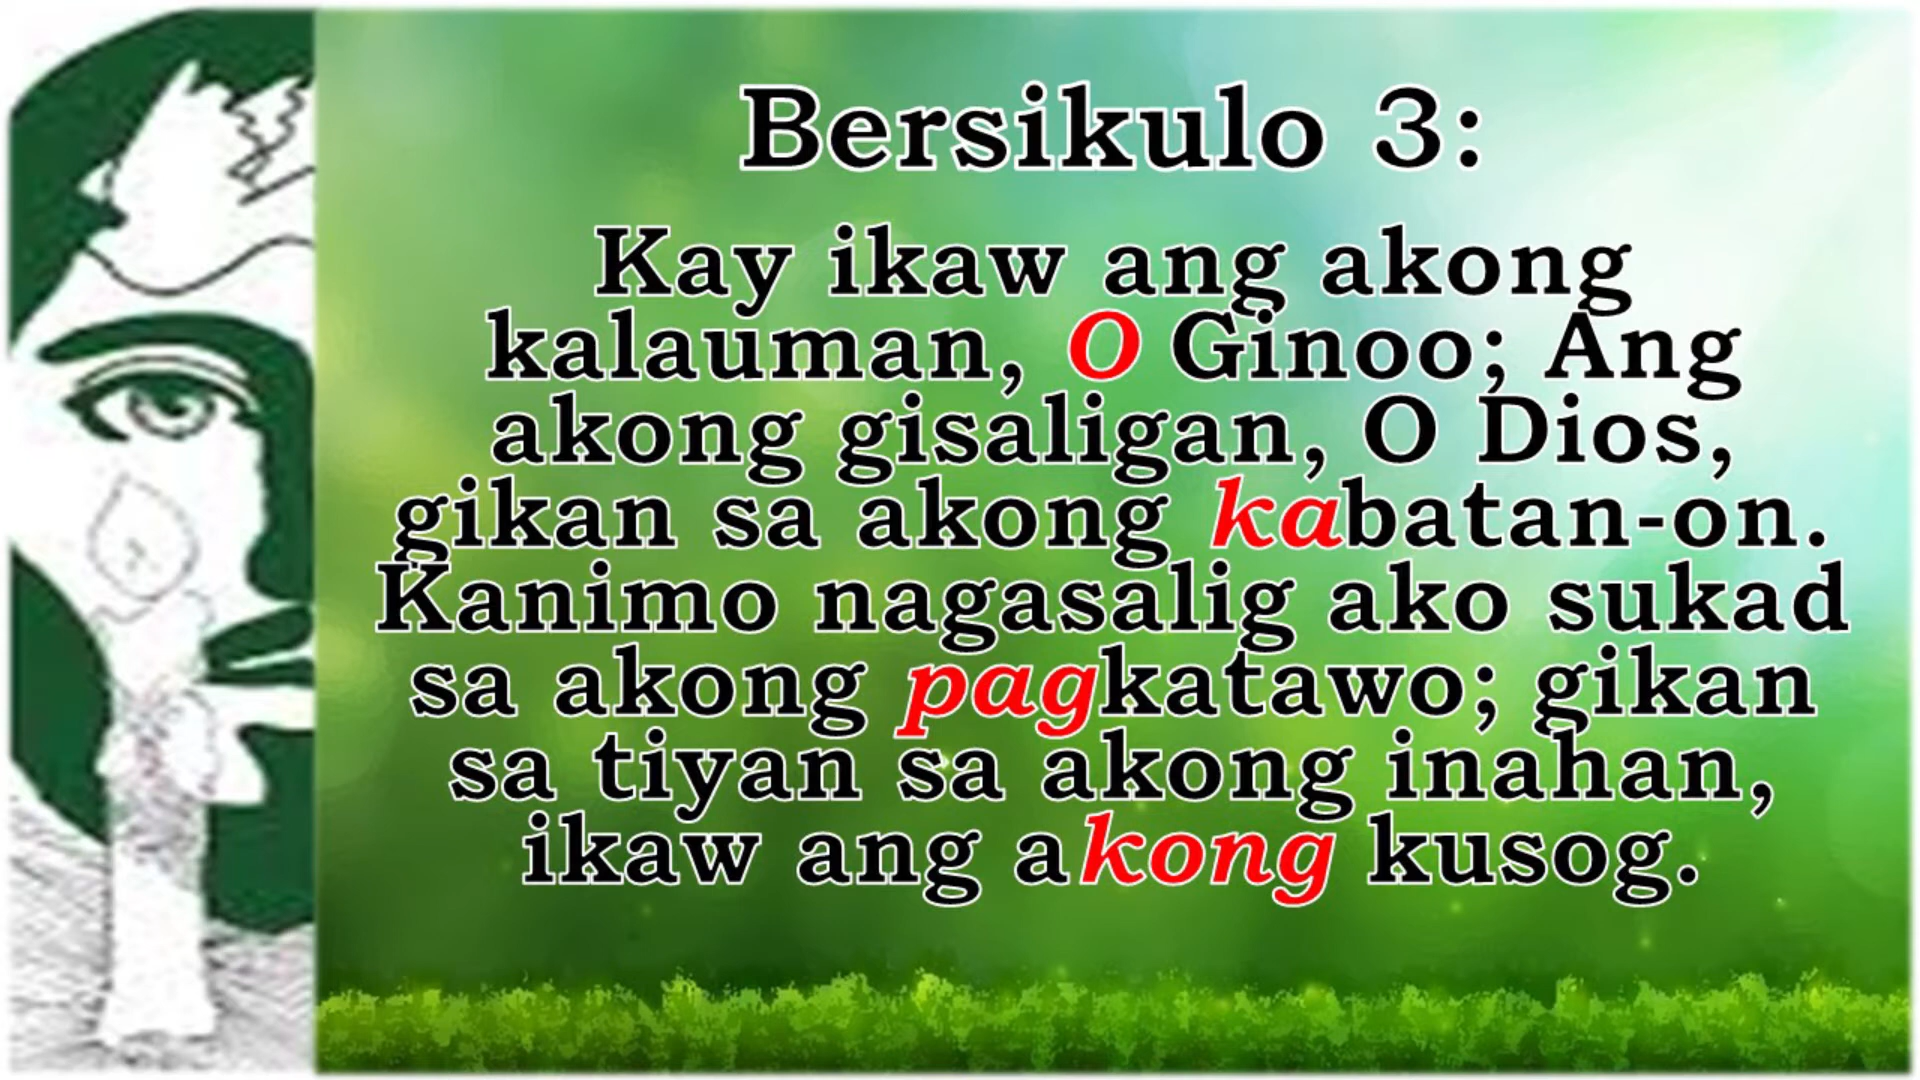 Bersikulo 3:
Kay ikaw ang akong
kalauman, O Ginoo; Ang
akong gisaligan, O Dios,
gikan sa akong kabatan-on.
Kanimo nagasalig ako sukad
sa akong pagkatawo; gikan
sa tiyan sa akong inahan,
ikaw ang akong kusog.